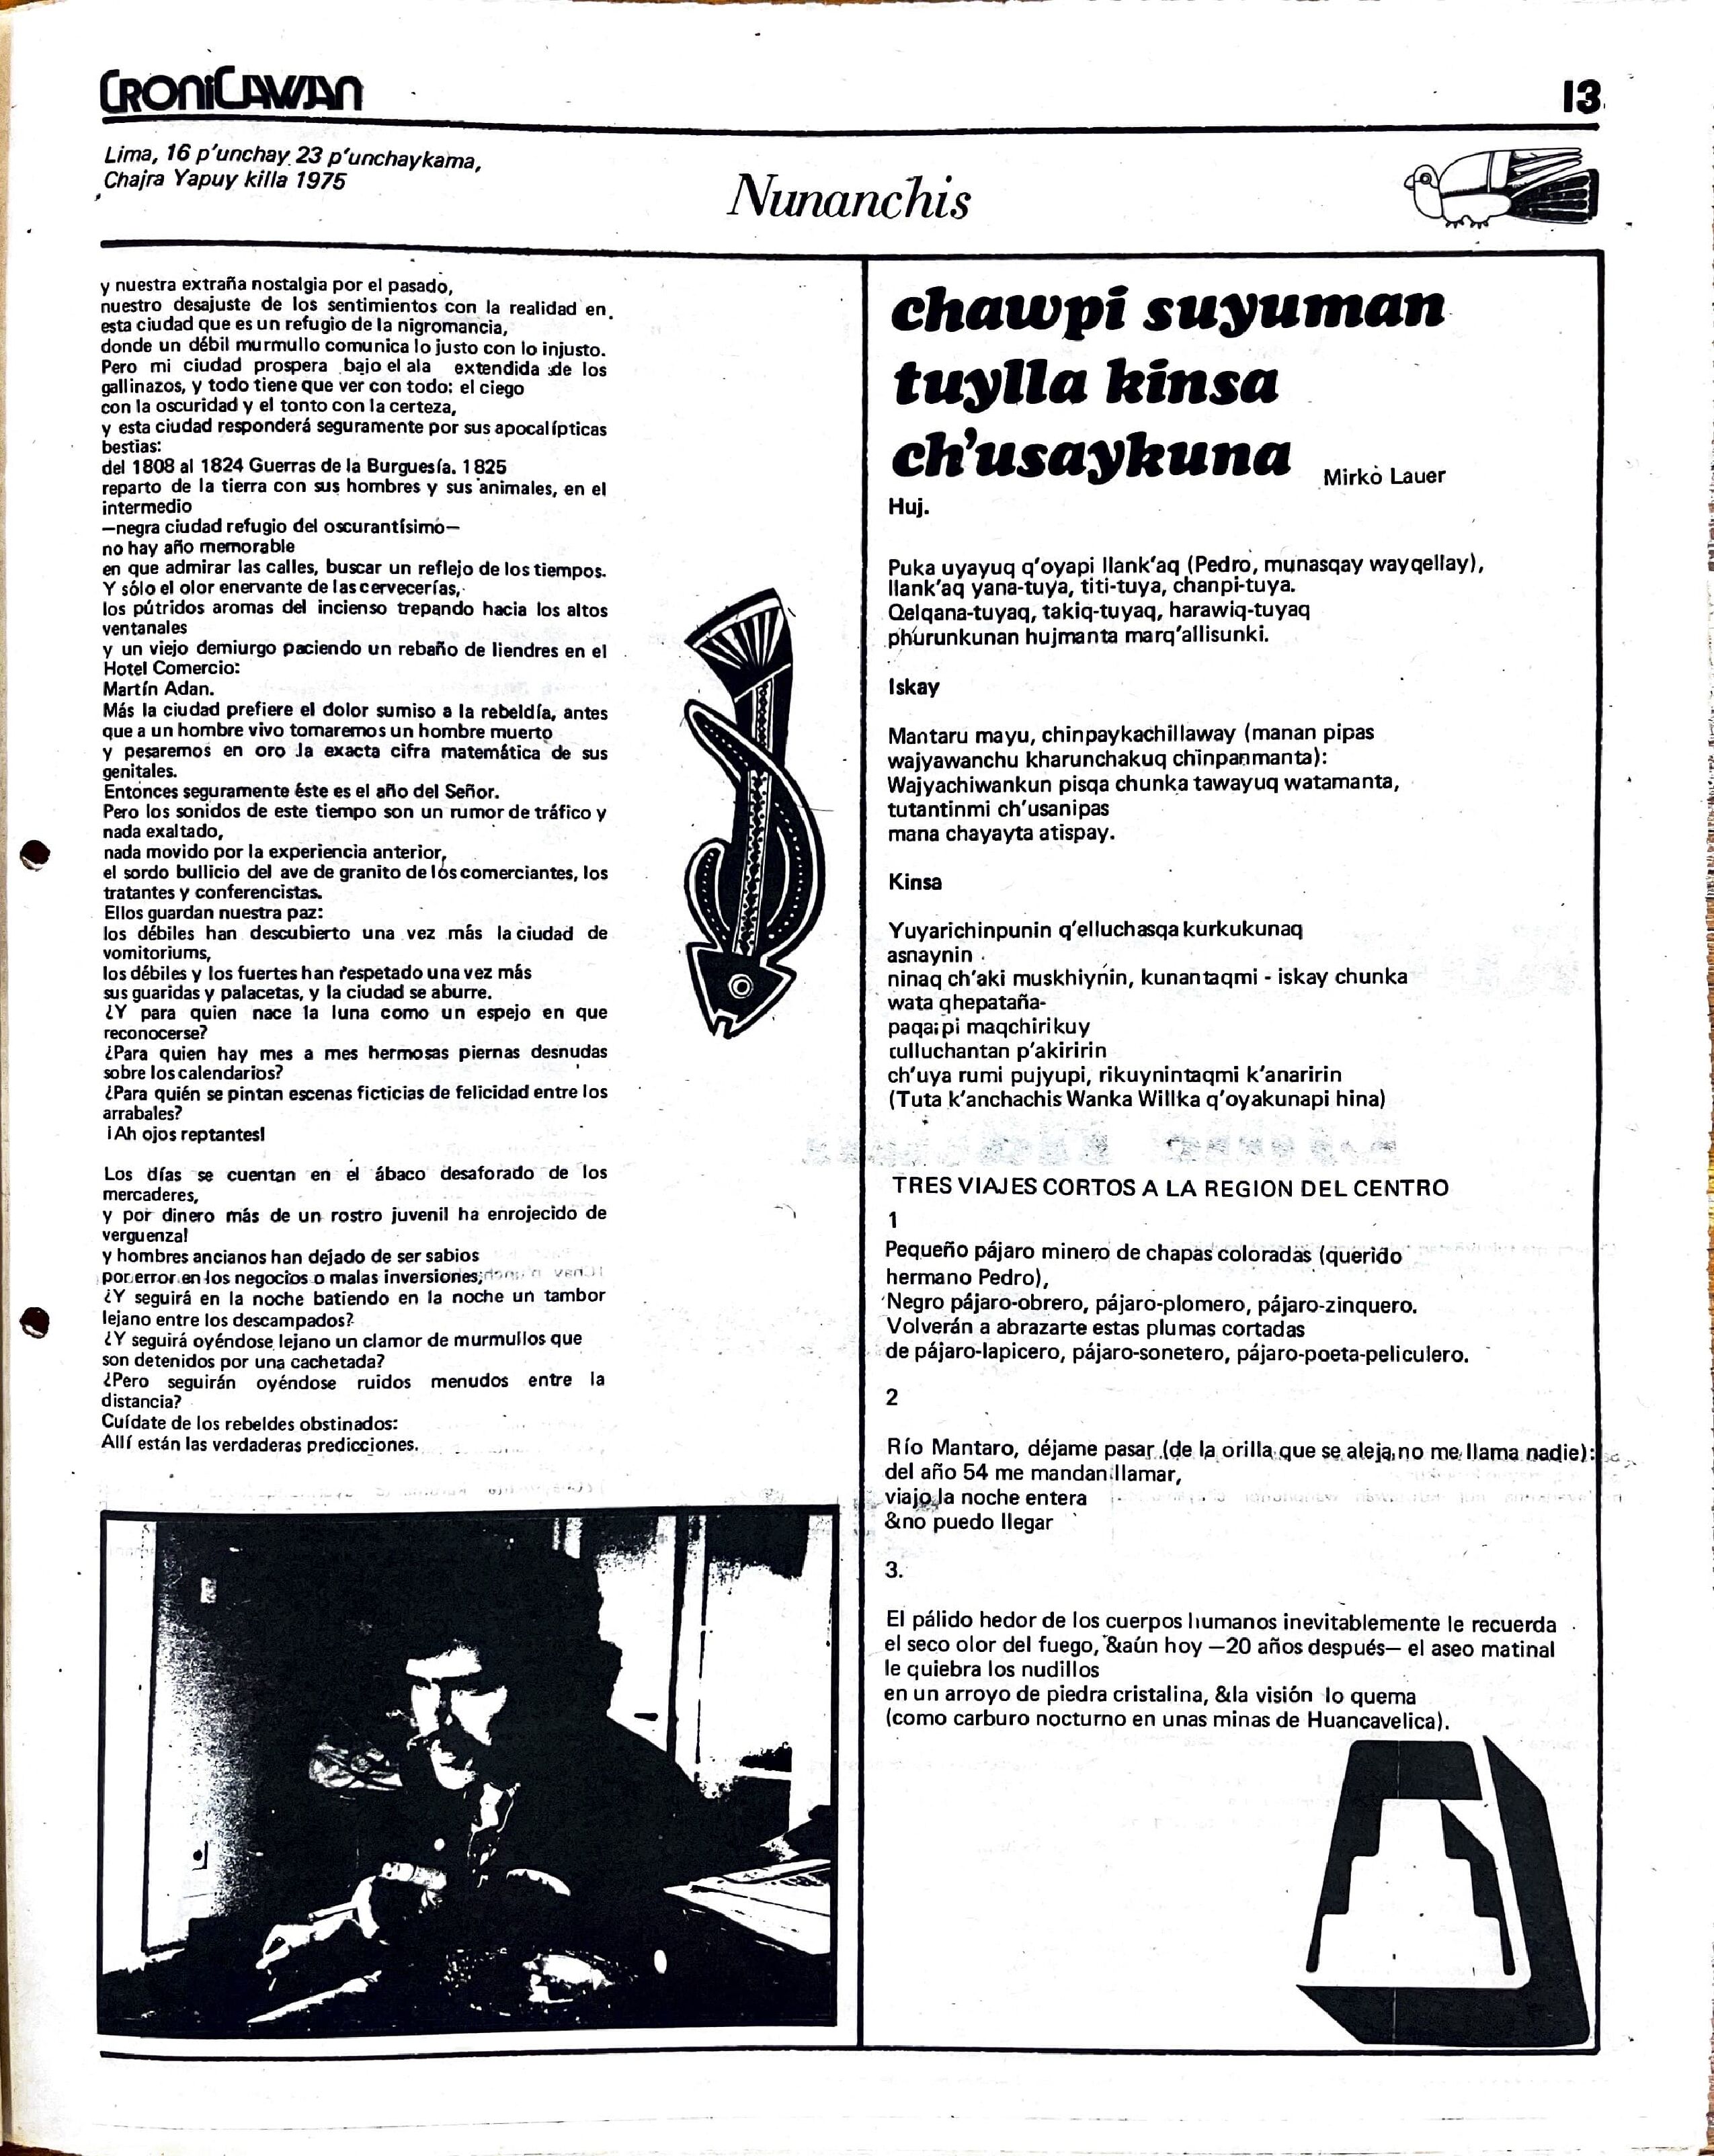 CRONICAWAN
13
Lima, 16 p'unchay 23 p'unchaykama,
Chajra Yapuy killa 1975
Nunanchis
y nuestra extraña nostalgia por el pasado,
nuestro desajuste de los sentimientos con la realidad en
esta ciudad que es un refugio de la nigromancia,
donde un débil murmullo comunica lo justo con lo injusto.
Pero mi ciudad prospera bajo el ala extendida de los
gallinazos, y todo tiene que ver con todo: el ciego
con la oscuridad y el tonto con la certeza,
y esta ciudad responderá seguramente por sus apocalípticas
bestias:
del 1808 al 1824 Guerras de la Burguesía. 1825
reparto de la tierra con sus hombres y sus animales, en el
intermedio
—negra ciudad refugio del oscurantísimo—
no hay año memorable
en que admirar las calles, buscar un reflejo de los tiempos.
Y sólo el olor enervante de las cervecerías,
los pútridos aromas del incienso trepando hacia los altos
ventanales
y un viejo demiurgo paciendo un rebaño de liendres en el
Hotel Comercio:
Martín Adan.
Más la ciudad prefiere el dolor sumiso a la rebeldía, antes
que a un hombre vivo tomaremos un hombre muerto
y pesaremos en oro la exacta cifra matemática de sus
genitales.
Entonces seguramente éste es el año del Señor.
Pero los sonidos de este tiempo son un rumor de tráfico y
nada exaltado,
nada movido por la experiencia anterior,
el sordo bullicio del ave de granito de los comerciantes, los
tratantes y conferencistas.
Ellos guardan nuestra paz:
los débiles han descubierto una vez más la ciudad de
vomitoriums,
los débiles y los fuertes han respetado una vez más
sus guaridas y palacetas, y la ciudad se aburre.
¿Y para quien nace la luna como un espejo en que
reconocerse?
¿Para quien hay mes a mes hermosas piernas desnudas
sobre los calendarios?
¿Para quién se pintan escenas ficticias de felicidad entre los
arrabales?
¡Ah ojos reptantes!
Los días se cuentan en el ábaco desaforado de los
mercaderes,
y por dinero más de un rostro juvenil ha enrojecido de
verguenza!
y hombres ancianos han dejado de ser sabios
por error en los negocios o malas inversiones;
¿Y seguirá en la noche batiendo en la noche un tambor
lejano entre los descampados?
¿Y seguirá oyéndose lejano un clamor de murmullos que
son detenidos por una cachetada?
¿Pero seguirán oyéndose ruidos menudos entre la
distancia?
Cuídate de los rebeldes obstinados:
Allí están las verdaderas predicciones.
chawpi suyuman
tuylla kinsa
ch'usaykuna
Mirko Lauer
Huj.
Puka uyayuq q'oyapi llank'aq (Pedro, munasqay wayqellay),
llank'aq yana-tuya, titi-tuya, chanpi-tuya.
Qelqana-tuyaq, takiq-tuyaq, harawiq-tuyaq
phurunkunan hujmanta marq'allisunki.
Iskay
Mantaru mayu, chinpaykachillaway (manan pipas
wajyawanchu kharunchakuq chinpanmanta):
Wajyachiwankun pisqa chunka tawayuq watamanta,
tutantinmi ch'usanipas
mana chayayta atispay.
Kinsa
Yuyarichinpunin q'elluchasqa kurkukunaq
asnaynin
ninaq ch'aki muskhiynin, kunantaqmi - iskay chunka
wata qhepataña-
paqaipi maqchirikuy
culluchantan p'akiririn
ch'uya rumi pujyupi, rikuynintaqmi k'anaririn
(Tuta k'anchachis Wanka Willka q'oyakunapi hina)
TRES VIAJES CORTOS A LA REGION DEL CENTRO
1
Pequeño pájaro minero de chapas coloradas (querido
hermano Pedro),
Negro pájaro-obrero, pájaro-plomero, pájaro-zinquero.
Volverán a abrazarte estas plumas cortadas
de pájaro-lapicero, pájaro-sonetero, pájaro-poeta-peliculero.
2
Río Mantaro, déjame pasar (de la orilla que se aleja no me llama nadie):
del año 54 me mandan llamar,
viajo la noche entera
&no puedo llegar
3.
El pálido hedor de los cuerpos humanos inevitablemente le recuerda
el seco olor del fuego, &aún hoy —20 años después— el aseo matinal
le quiebra los nudillos
en un arroyo de piedra cristalina, &la visión lo quema
(como carburo nocturno en unas minas de Huancavelica).